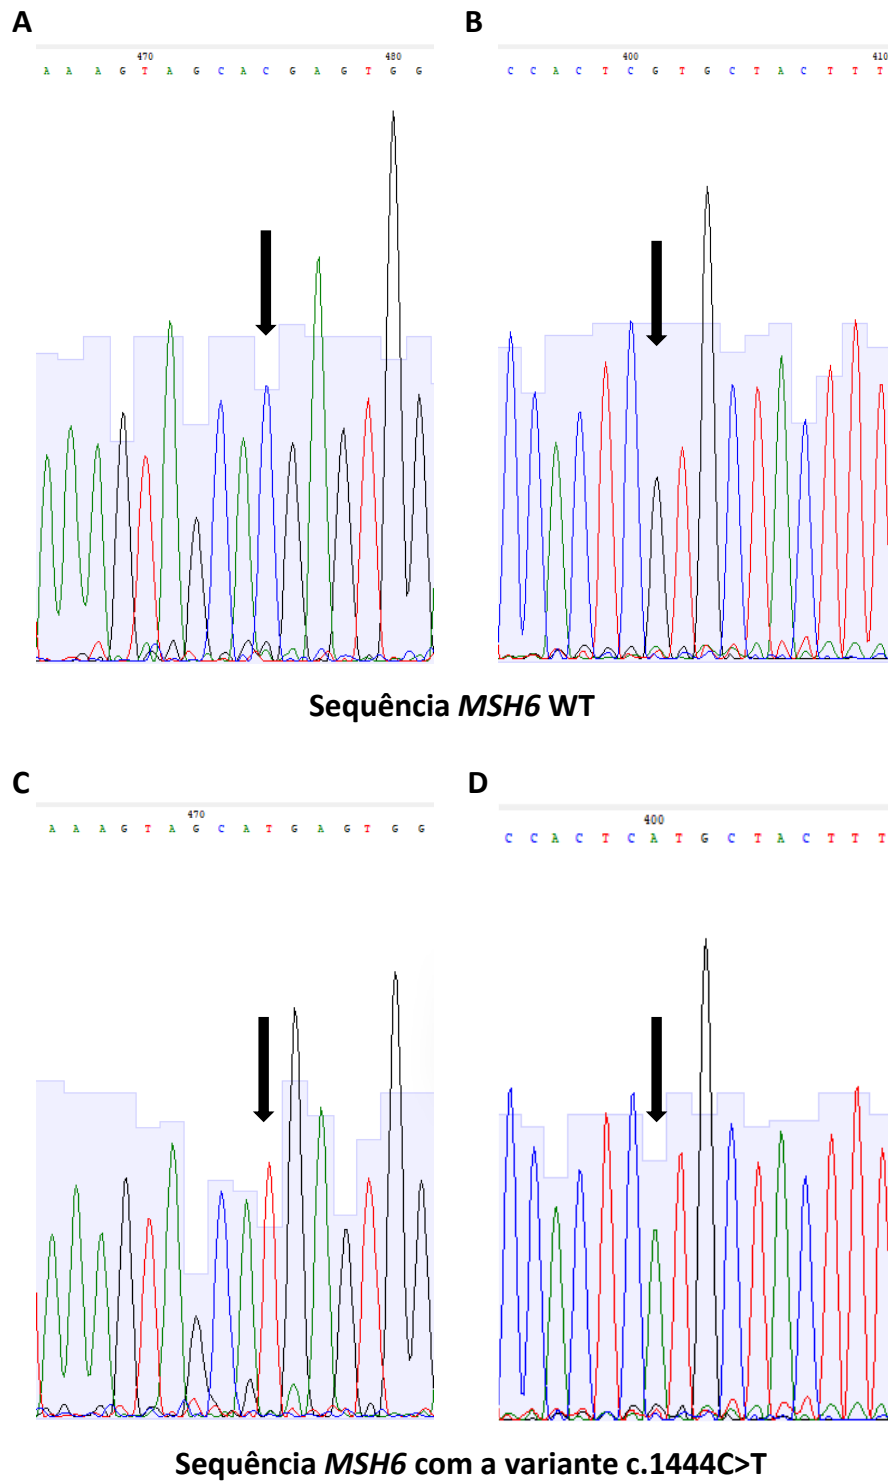 A
B
470 480
A A A G T A G C A C G A G T G G
400 410
C C A C T C G T G C T A C T T T
Sequência MSH6 WT
C
D
470
A A A G T A G C A T G A G T G G
400
C C A C T C A T G C T A C T T T
Sequência MSH6 com a variante c.1444C>T